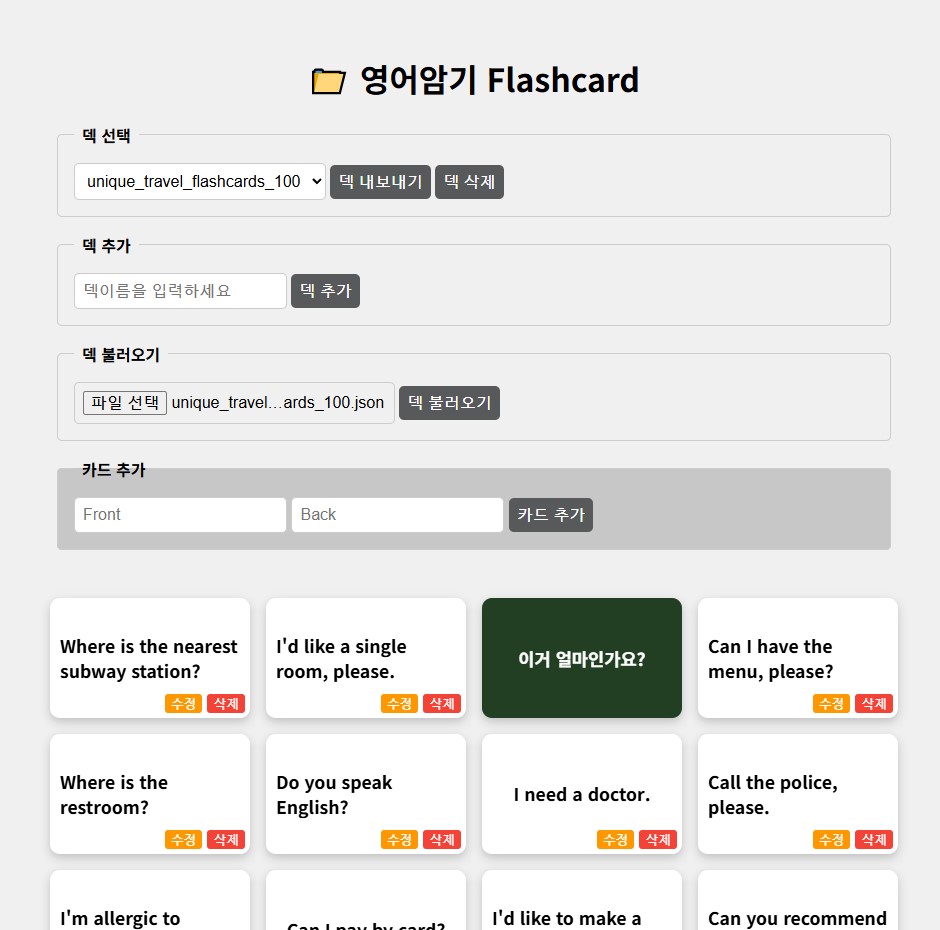 영어암기 Flashcard
덱 선택
unique_travel_flashcards_100
덱 내보내기
덱 삭제
덱 추가
덱이름을 입력하세요
덱 추가
덱 불러오기
파일 선택 unique_travel...ards_100.json
덱 불러오기
카드 추가
Front
Back
카드 추가
Where is the nearest
subway station?
수정 삭제
I'd like a single
room, please.
수정 삭제
이거 얼마인가요?
Can I have the
menu, please?
수정 삭제
Where is the
restroom?
수정 삭제
Do you speak
English?
수정 삭제
I need a doctor.
수정 삭제
Call the police,
please.
수정 삭제
I'm allergic to
Can I pay by card?
I'd like to make a
Can you recommend